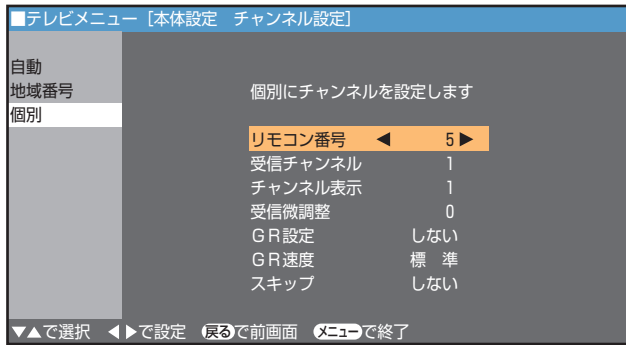 ■テレビメニュー［本体設定　チャンネル設定］
自動
地域番号
個別
個別にチャンネルを設定します
リモコン番号 ◀ 5 ▶
受信チャンネル 1
チャンネル表示 1
受信微調整 0
ＧＲ設定 しない
ＧＲ速度 標　準
スキップ しない
▼▲で選択 ◀▶で設定 戻るで前画面 メニューで終了